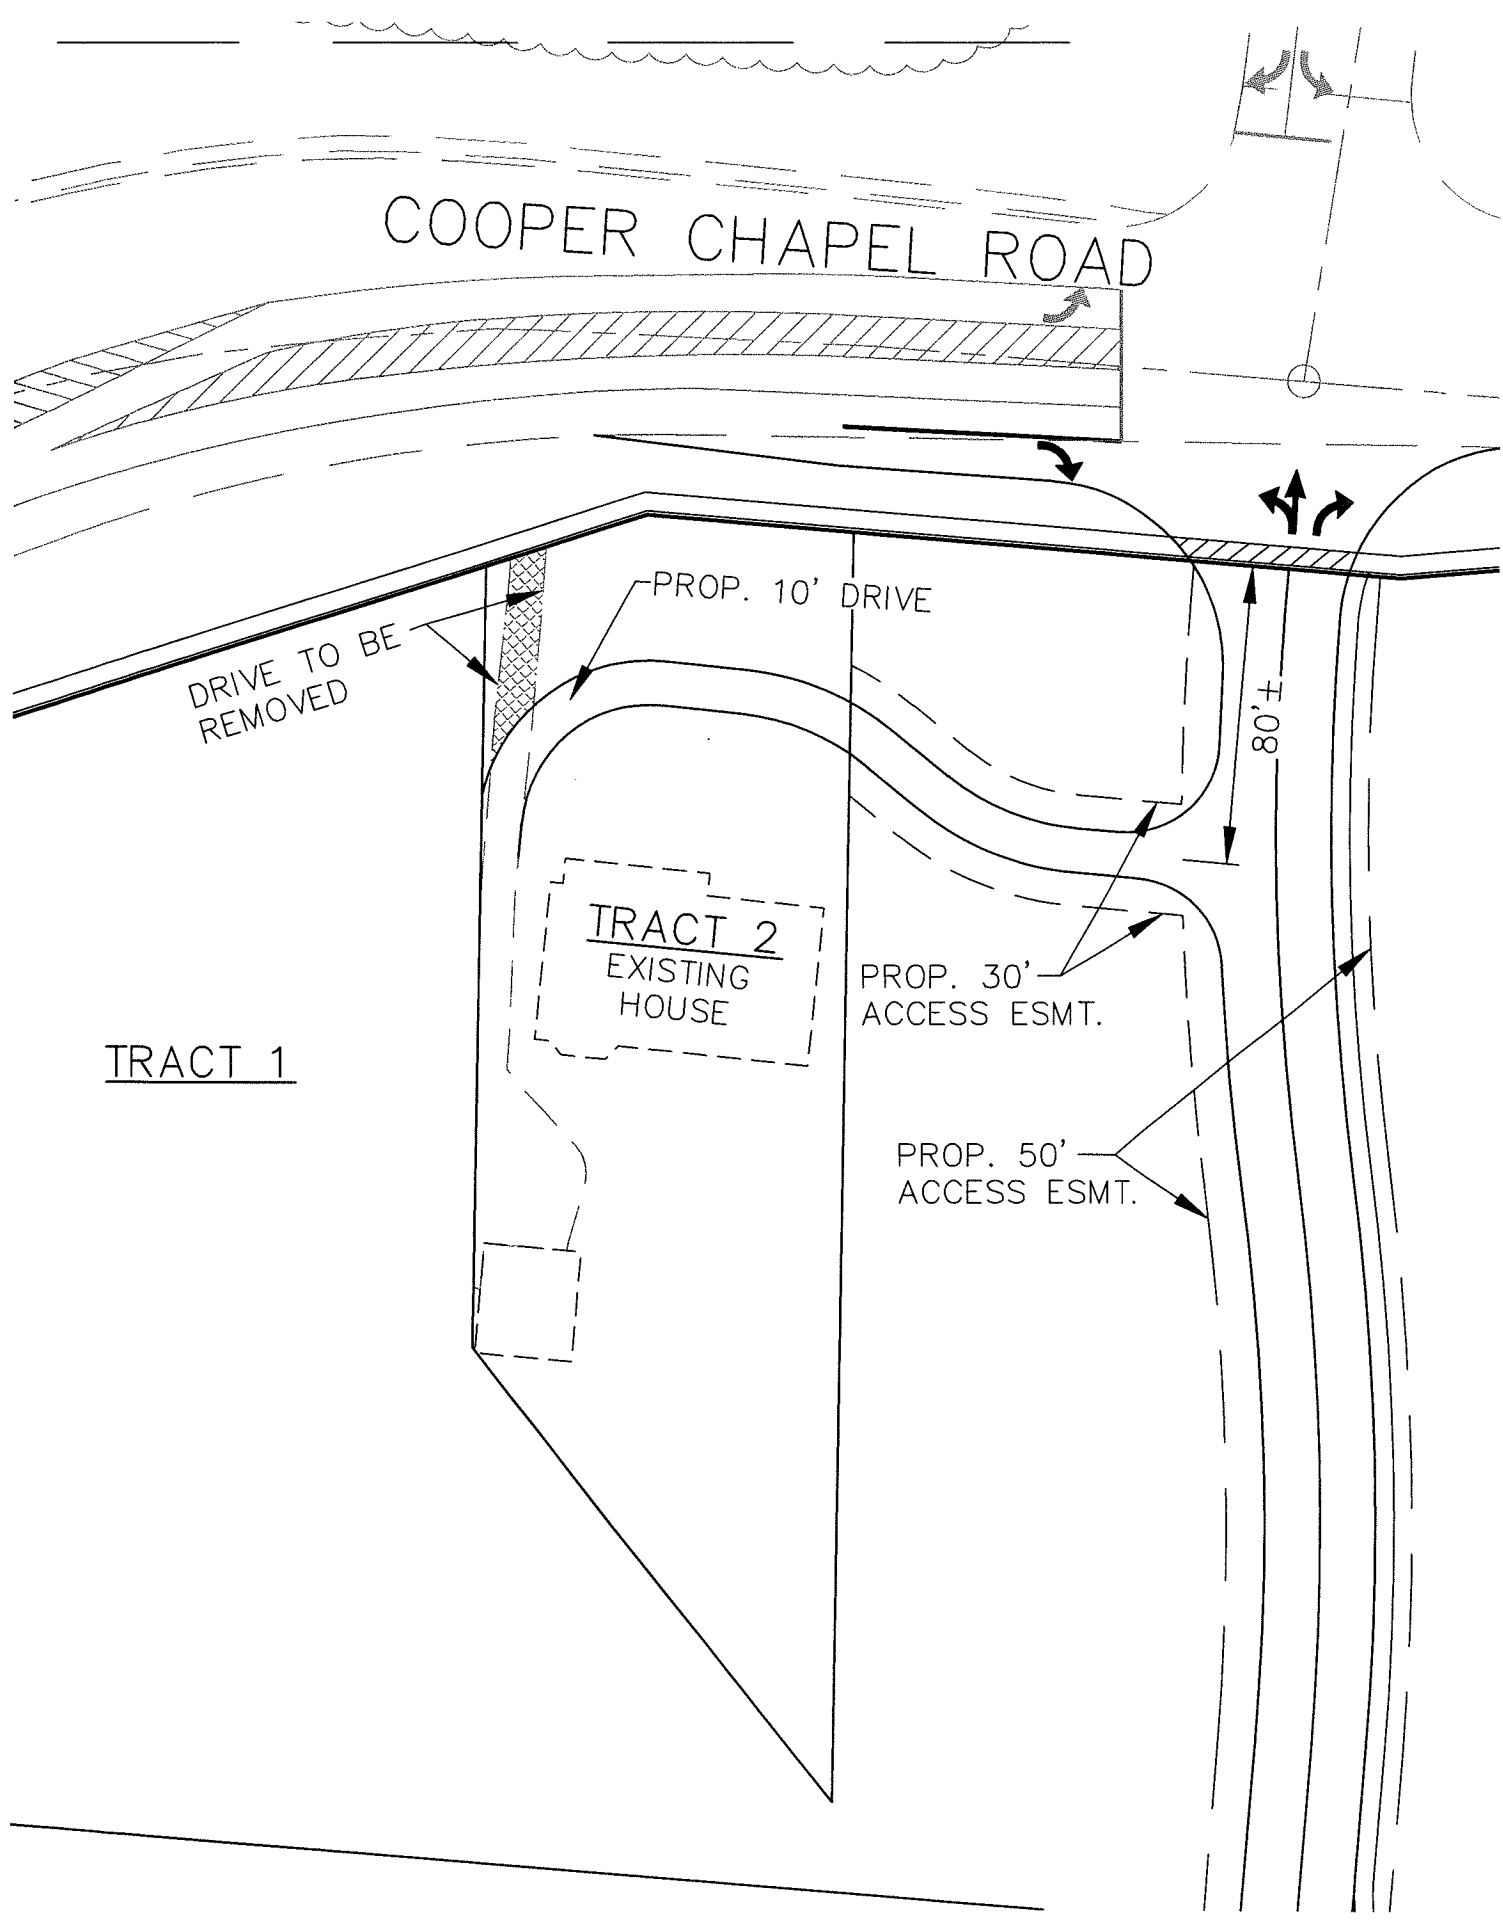 COOPER CHAPEL ROAD
PROP. 10' DRIVE
DRIVE TO BE
REMOVED
80'±
TRACT 2
EXISTING
HOUSE
PROP. 30'
ACCESS ESMT.
TRACT 1
PROP. 50'
ACCESS ESMT.